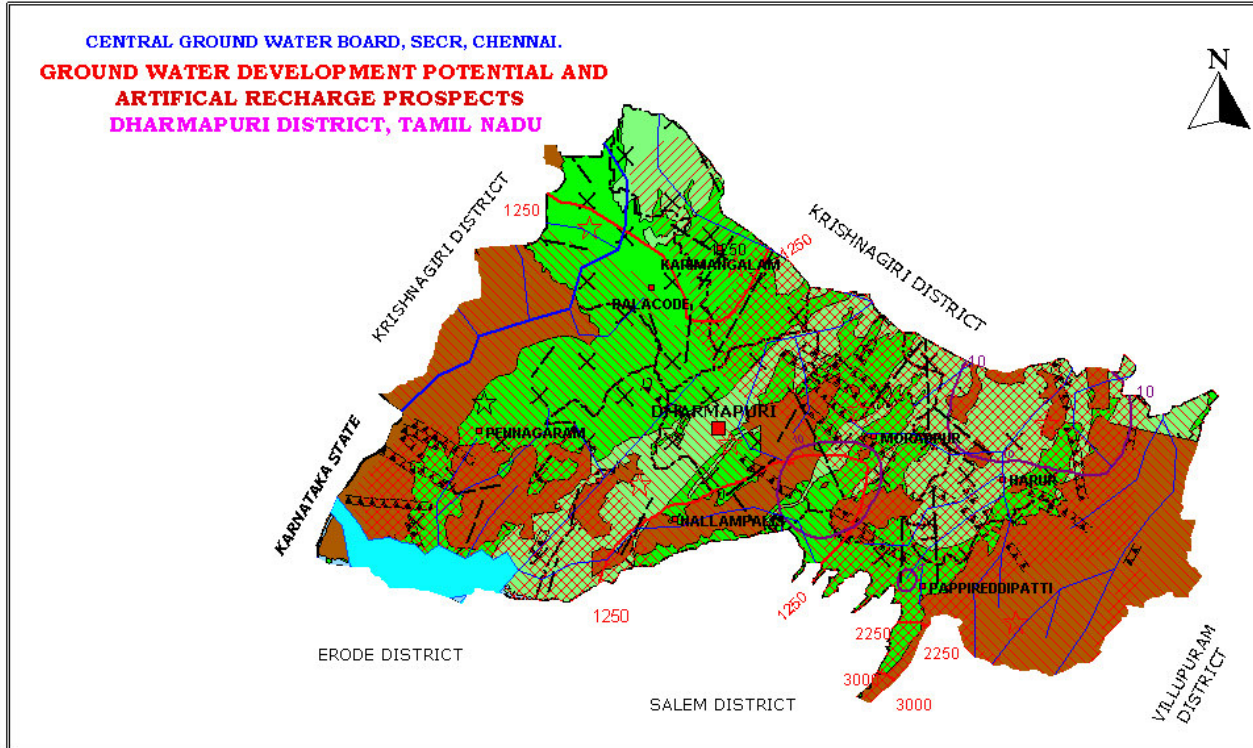 CENTRAL GROUND WATER BOARD, SECR, CHENNAI.
GROUND WATER DEVELOPMENT POTENTIAL AND
ARTIFICAL RECHARGE PROSPECTS
DHARMAPURI DISTRICT, TAMIL NADU
N
KRISHNAGIRI DISTRICT
1250
KRISHNAGIRI DISTRICT
1250
1250
KARIMANGALAM
BALACODE
10
10
DHARMAPURI
PENNAGARAM
MORAPPUR
KARNATAKA STATE
HARUR
NALLAMPALLI
PAPPIREDDIPATTI
1250
1250
2250
2250
ERODE DISTRICT
3000
3000
SALEM DISTRICT
VILLUPURAM
DISTRICT